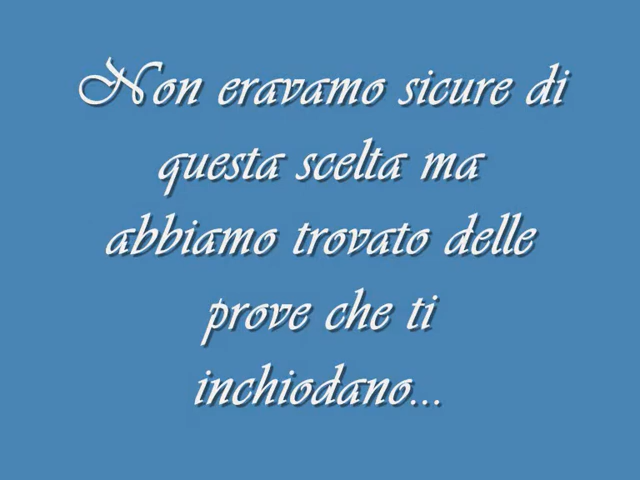 Non eravamo sicure di
questa scelta ma
abbiamo trovato delle
prove che ti
inchiodano...